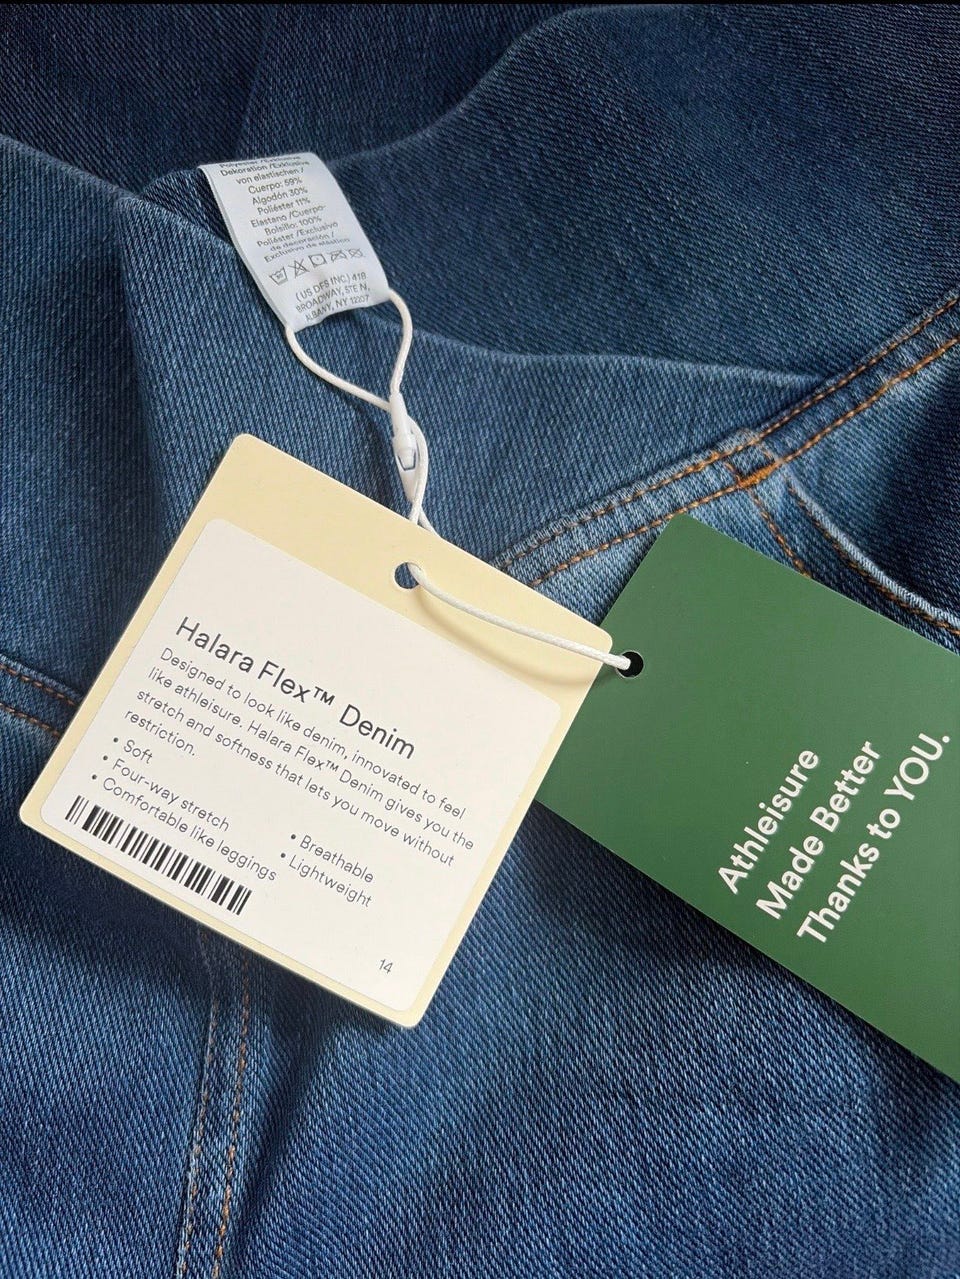 Polyester /Exklusive
Dekoration /Exklusive
von elastischen /
Cuerpo: 59%
Algodón 30%
Poliéster 11%
Elastano /Cuerpo-
Bolsillo: 100%
Poliéster /Exclusivo
de decoración /
Exclusivo de elástico
( US DFS INC) 418
BROADWAY, STE N,
ALBANY, NY 12207
Halara Flex™ Denim
Designed to look like denim, innovated to feel
like athleisure. Halara Flex™ Denim gives you the
stretch and softness that lets you move without
restriction.
• Soft
• Four-way stretch
• Comfortable like leggings
• Breathable
• Lightweight
14
Athleisure
Made Better
Thanks to YOU.